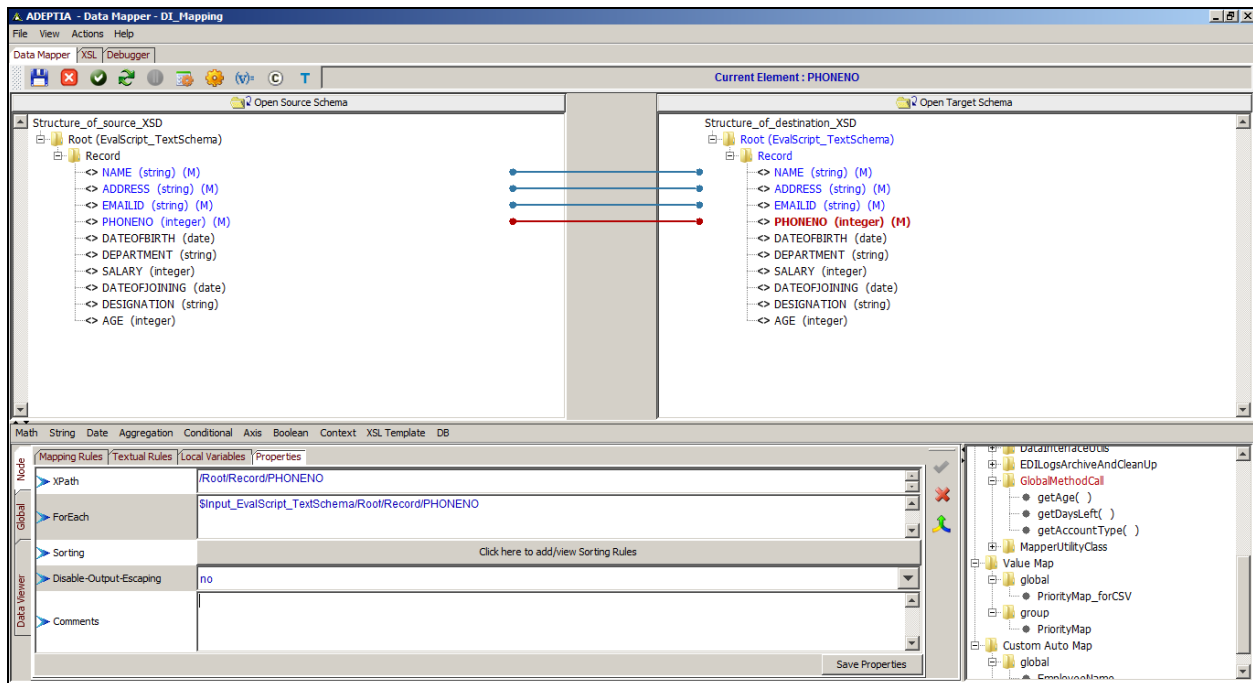 ADEPTIA - Data Mapper - DI_Mapping
File View Actions Help
Data Mapper XSL Debugger
(v)= C T Current Element : PHONENO
Open Source Schema Open Target Schema
Structure_of_source_XSD
Root (EvalScript_TextSchema)
Record
<> NAME (string) (M)
<> ADDRESS (string) (M)
<> EMAILID (string) (M)
<> PHONENO (integer) (M)
<> DATEOFBIRTH (date)
<> DEPARTMENT (string)
<> SALARY (integer)
<> DATEOFJOINING (date)
<> DESIGNATION (string)
<> AGE (integer)
Structure_of_destination_XSD
Root (EvalScript_TextSchema)
Record
<> NAME (string) (M)
<> ADDRESS (string) (M)
<> EMAILID (string) (M)
<> PHONENO (integer) (M)
<> DATEOFBIRTH (date)
<> DEPARTMENT (string)
<> SALARY (integer)
<> DATEOFJOINING (date)
<> DESIGNATION (string)
<> AGE (integer)
Math String Date Aggregation Conditional Axis Boolean Context XSL Template DB
Node
Global
Data Viewer
Mapping Rules Textual Rules Local Variables Properties
XPath /Root/Record/PHONENO
ForEach $Input_EvalScript_TextSchema/Root/Record/PHONENO
Sorting Click here to add/view Sorting Rules
Disable-Output-Escaping no
Comments
Save Properties
DataInterfaceUtils
EDILogsArchiveAndCleanUp
GlobalMethodCall
getAge( )
getDaysLeft( )
getAccountType( )
MapperUtilityClass
Value Map
global
PriorityMap_forCSV
group
PriorityMap
Custom Auto Map
global
EmployeeName